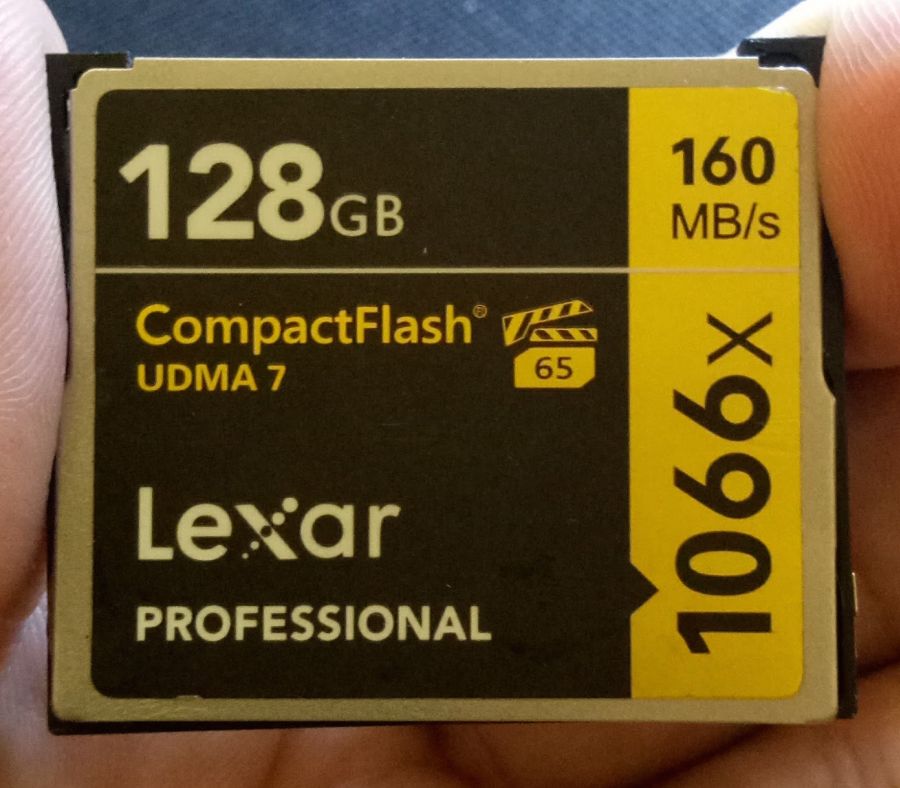 128GB
160
MB/s
CompactFlash®
65
UDMA 7
1066x
Lexar
PROFESSIONAL